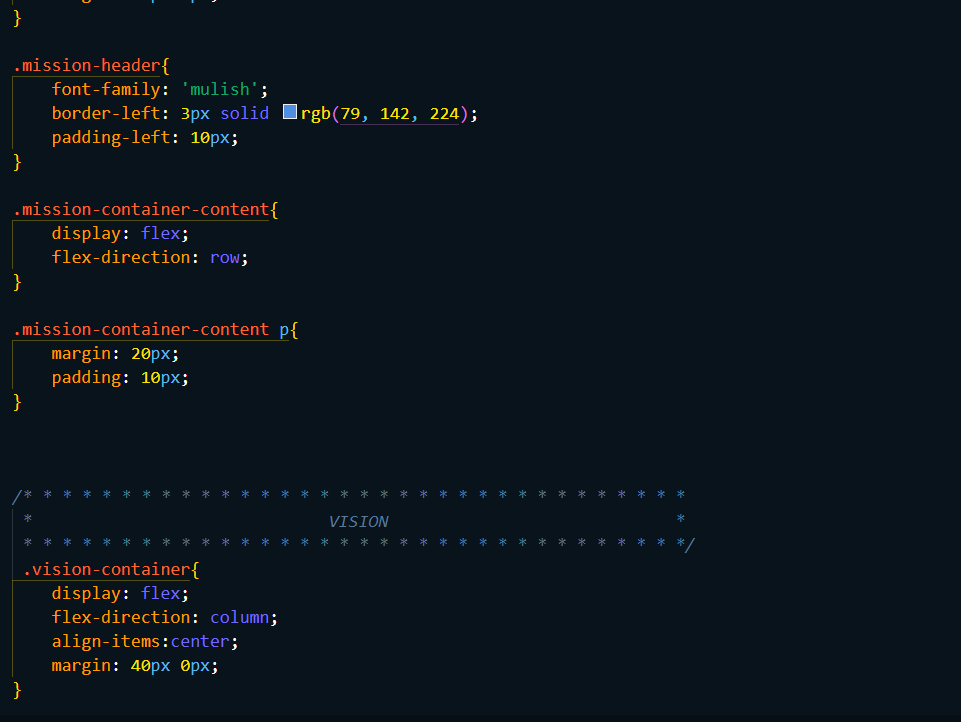 }
.mission-header{
font-family: 'mulish';
border-left: 3px solid rgb(79, 142, 224);
padding-left: 10px;
}
.mission-container-content{
display: flex;
flex-direction: row;
}
.mission-container-content p{
margin: 20px;
padding: 10px;
}
/* * * * * * * * * * * * * * * * * * * * * * * * * * * * * * * * * *
* VISION *
* * * * * * * * * * * * * * * * * * * * * * * * * * * * * * * * * */
.vision-container{
display: flex;
flex-direction: column;
align-items:center;
margin: 40px 0px;
}